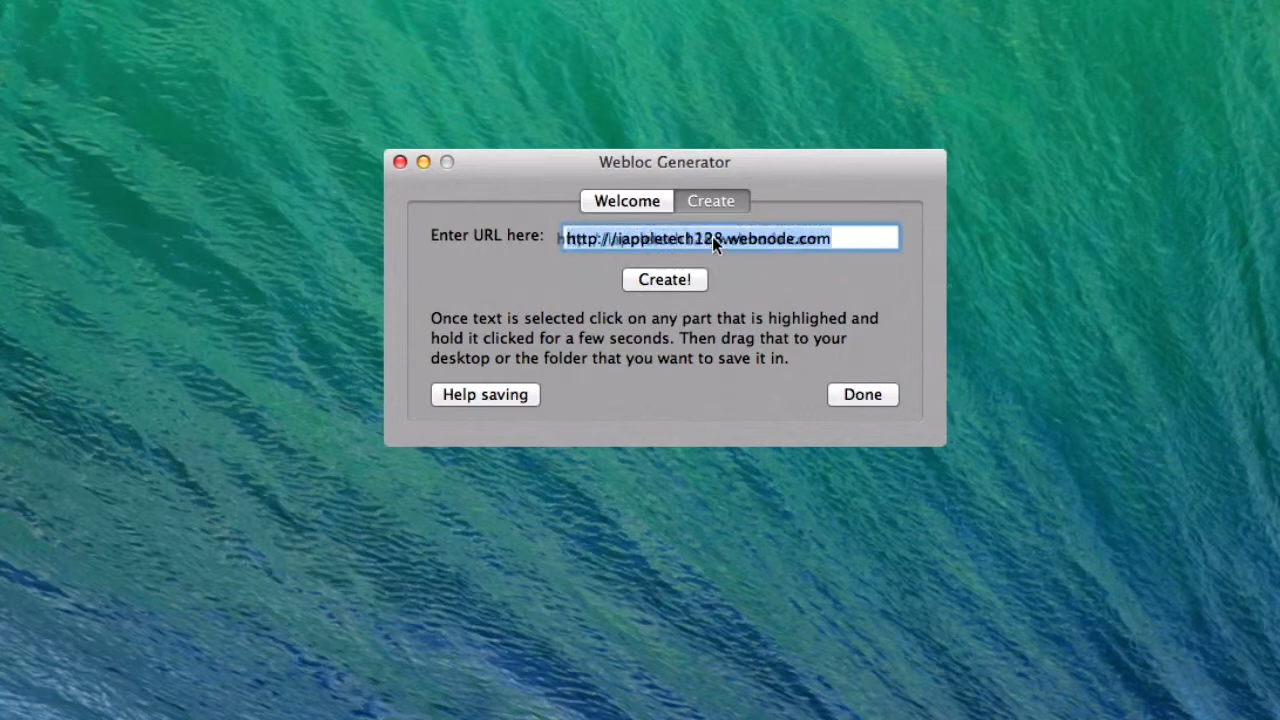 Webloc Generator
Welcome Create
Enter URL here: http://iappletech128.webnode.com
Create!
Once text is selected click on any part that is highlighed and
hold it clicked for a few seconds. Then drag that to your
desktop or the folder that you want to save it in.
Help saving Done